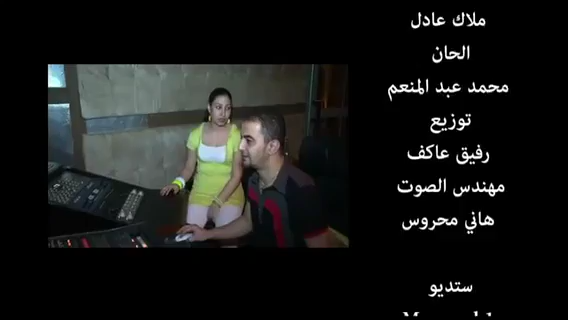 ملاك عادل
الحان
محمد عبد المنعم
توزيع
رفيق عاكف
مهندس الصوت
هاني محروس
ستديو